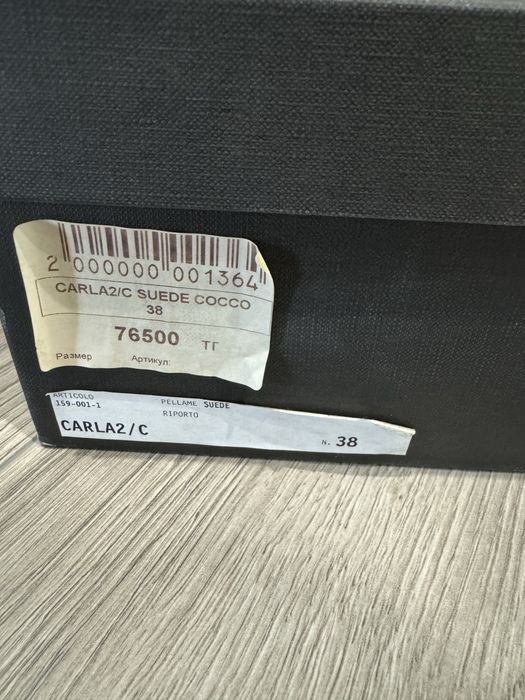 2 000000 001364
CARLA2/C SUEDE COCCO
38
76500 ТГ
Размер Артикул:
ARTICOLO PELLAME SUEDE
159-001-1 RIPORTO
CARLA2/C N. 38